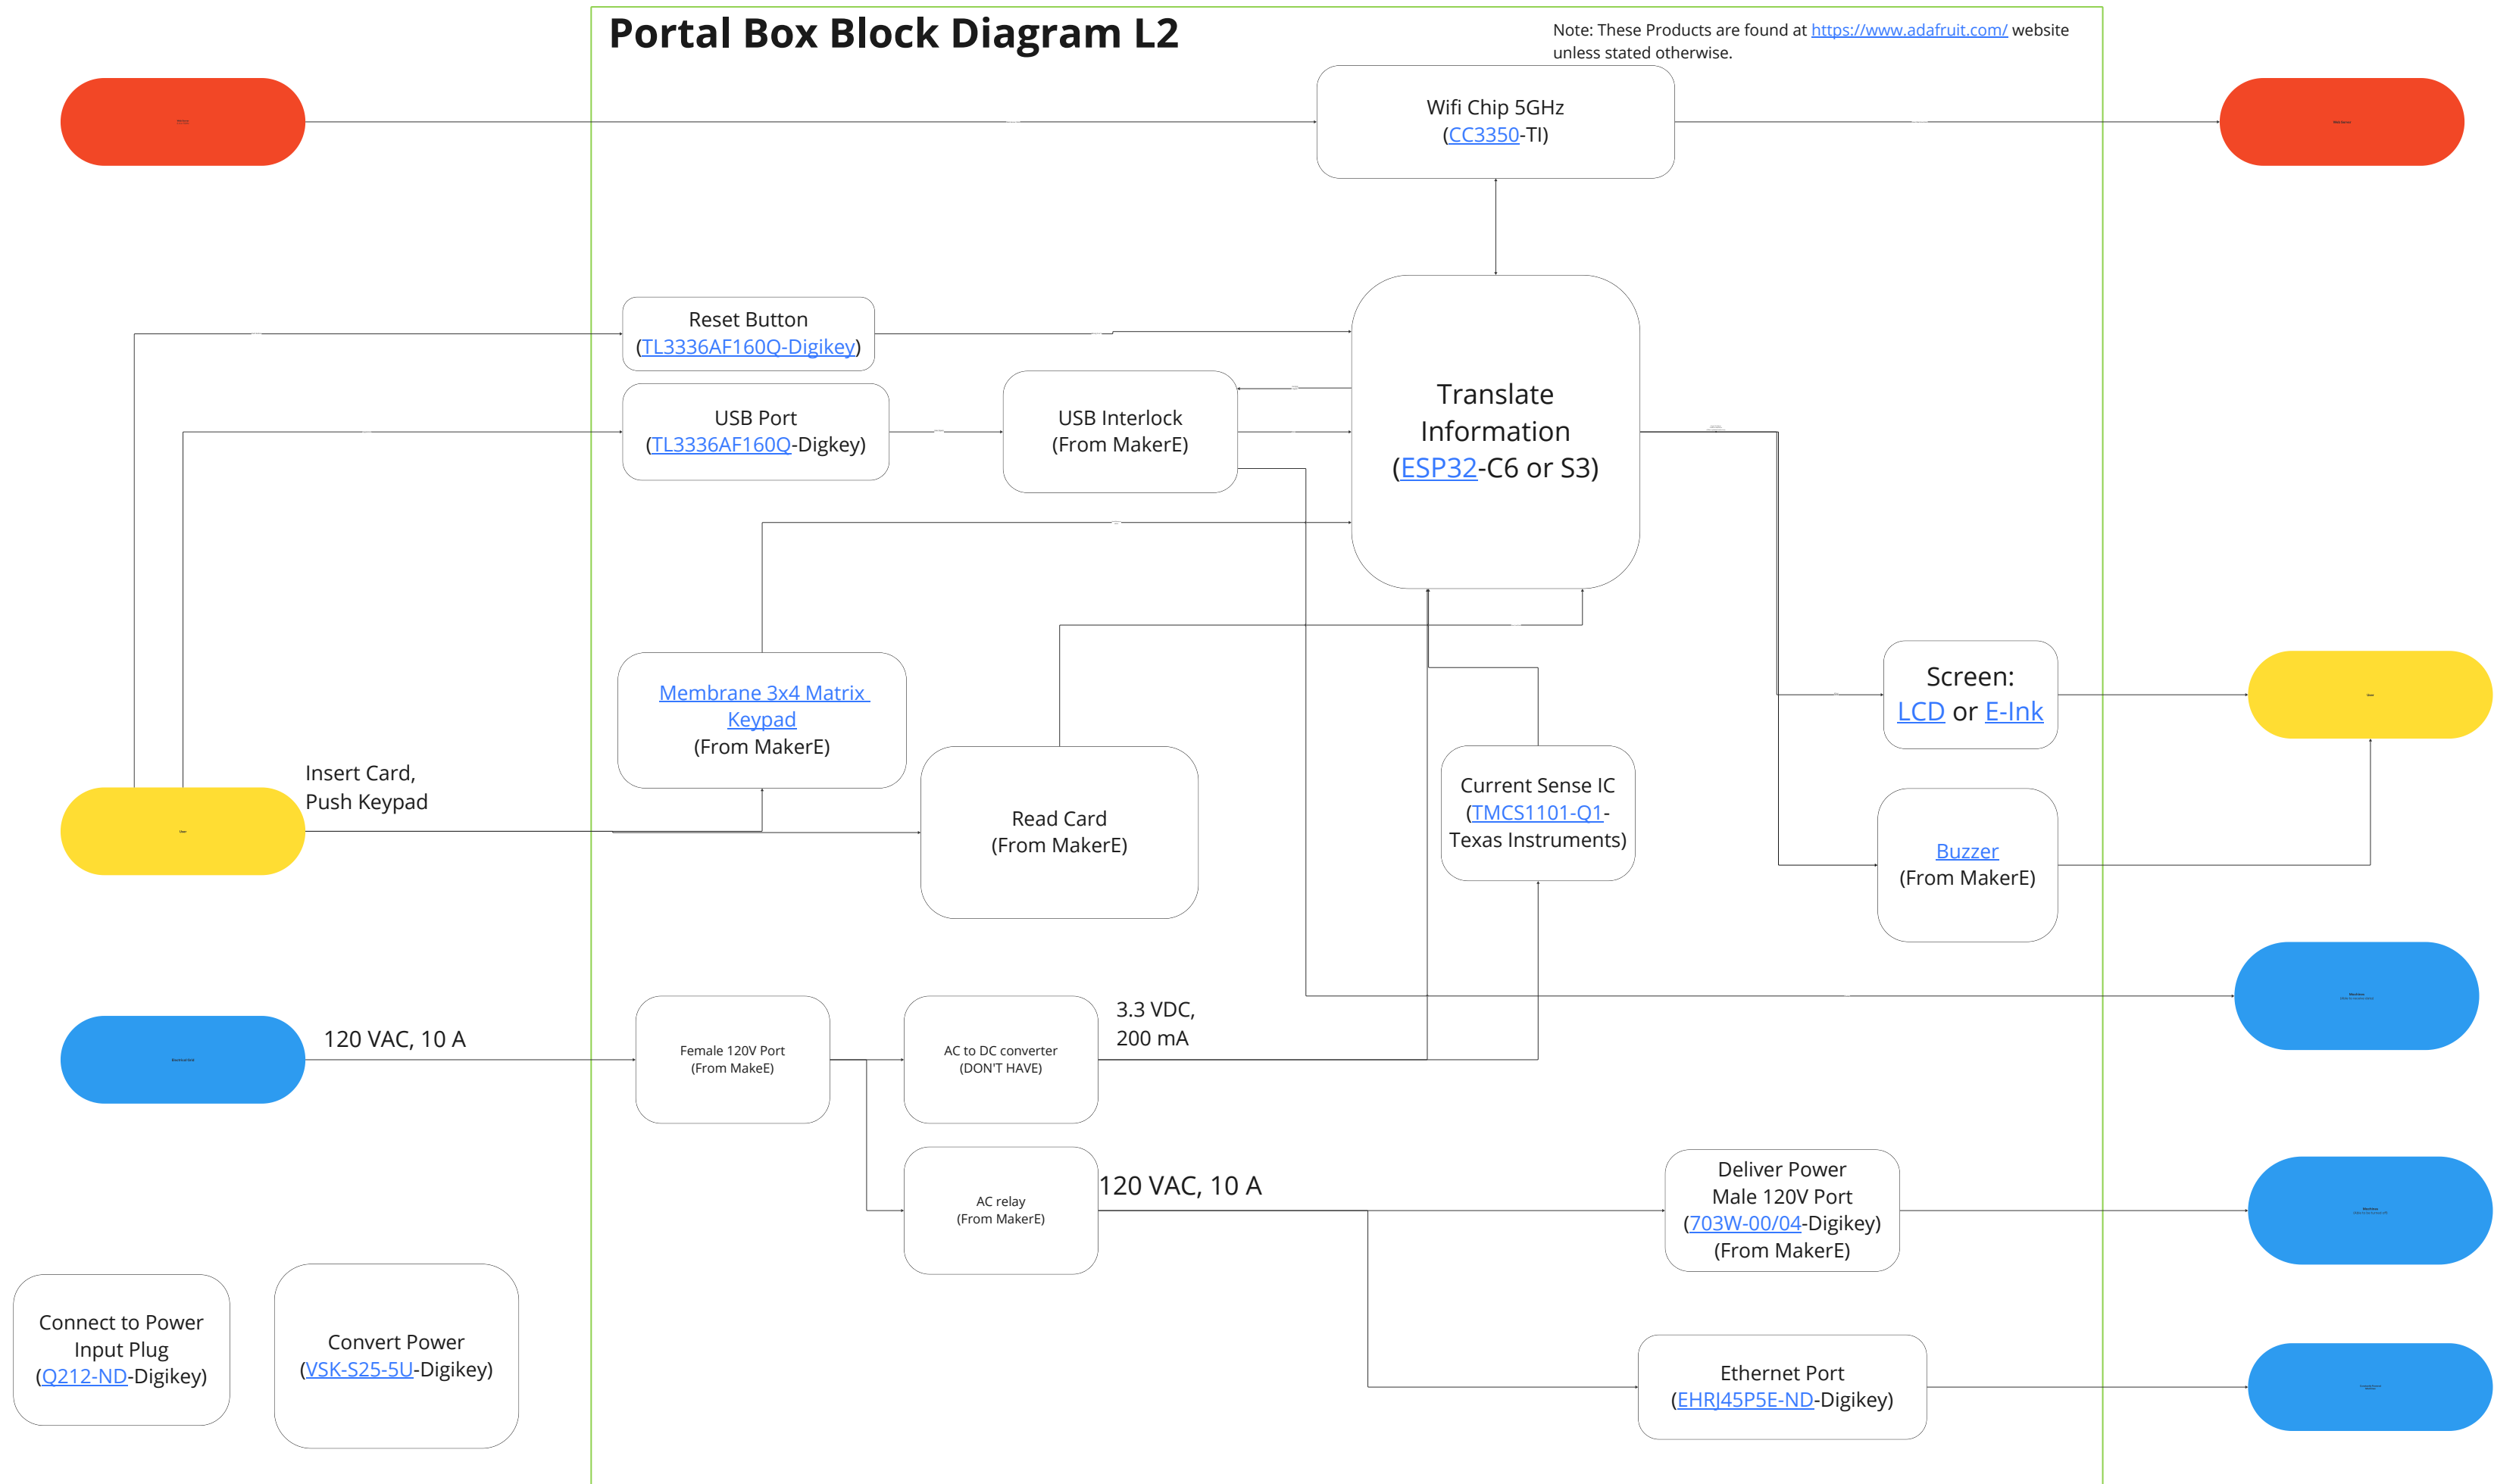 Portal Box Block Diagram L2
Note: These Products are found at https://www.adafruit.com/ website
unless stated otherwise.
Wifi Chip 5GHz
(CC3350-TI)
Reset Button
(TL3336AF160Q-Digikey)
USB Port
(TL3336AF160Q-Digkey)
USB Interlock
(From MakerE)
Translate
Information
(ESP32-C6 or S3)
Membrane 3x4 Matrix
Keypad
(From MakerE)
Screen:
LCD or E-Ink
User
Insert Card,
Push Keypad
User
Read Card
(From MakerE)
Current Sense IC
(TMCS1101-Q1-
Texas Instruments)
Buzzer
(From MakerE)
120 VAC, 10 A
Female 120V Port
(From MakeE)
AC to DC converter
(DON'T HAVE)
3.3 VDC,
200 mA
AC relay
(From MakerE)
120 VAC, 10 A
Deliver Power
Male 120V Port
(703W-00/04-Digikey)
(From MakerE)
Connect to Power
Input Plug
(Q212-ND-Digikey)
Convert Power
(VSK-S25-5U-Digikey)
Ethernet Port
(EHRJ45P5E-ND-Digikey)